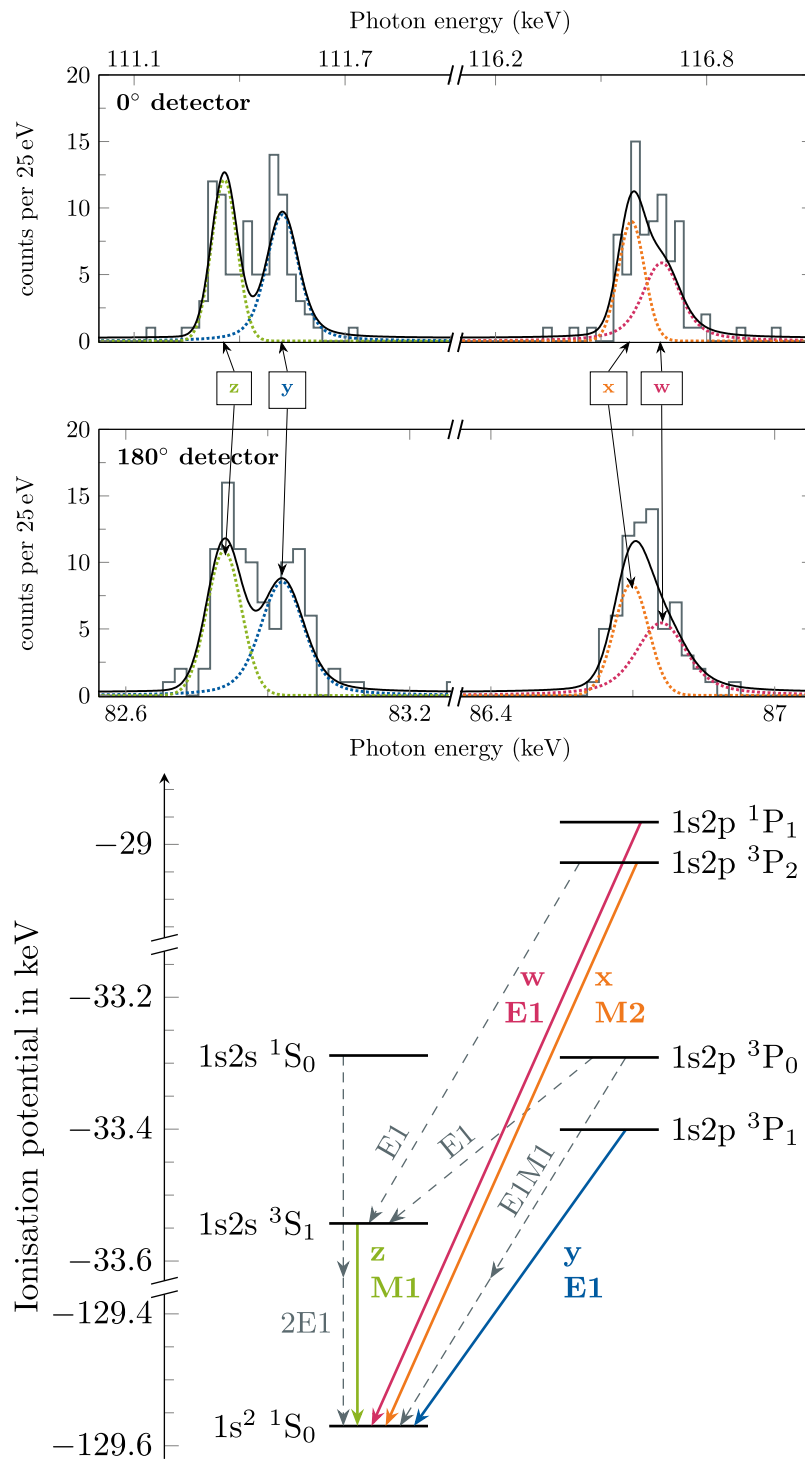 Photon energy (keV)
111.1 111.7 116.2 116.8
20
0° detector
15
10
5
0
counts per 25 eV
z y x w
20
180° detector
15
10
5
0
counts per 25 eV
82.6 83.2 86.4 87
Photon energy (keV)
Ionisation potential in keV
1s2p ¹P₁
−29
1s2p ³P₂
w x
E1 M2
−33.2
1s2s ¹S₀
1s2p ³P₀
−33.4
1s2p ³P₁
E1 E1 E1M1
1s2s ³S₁
−33.6
z y
M1 E1
−129.4
2E1
1s² ¹S₀
−129.6